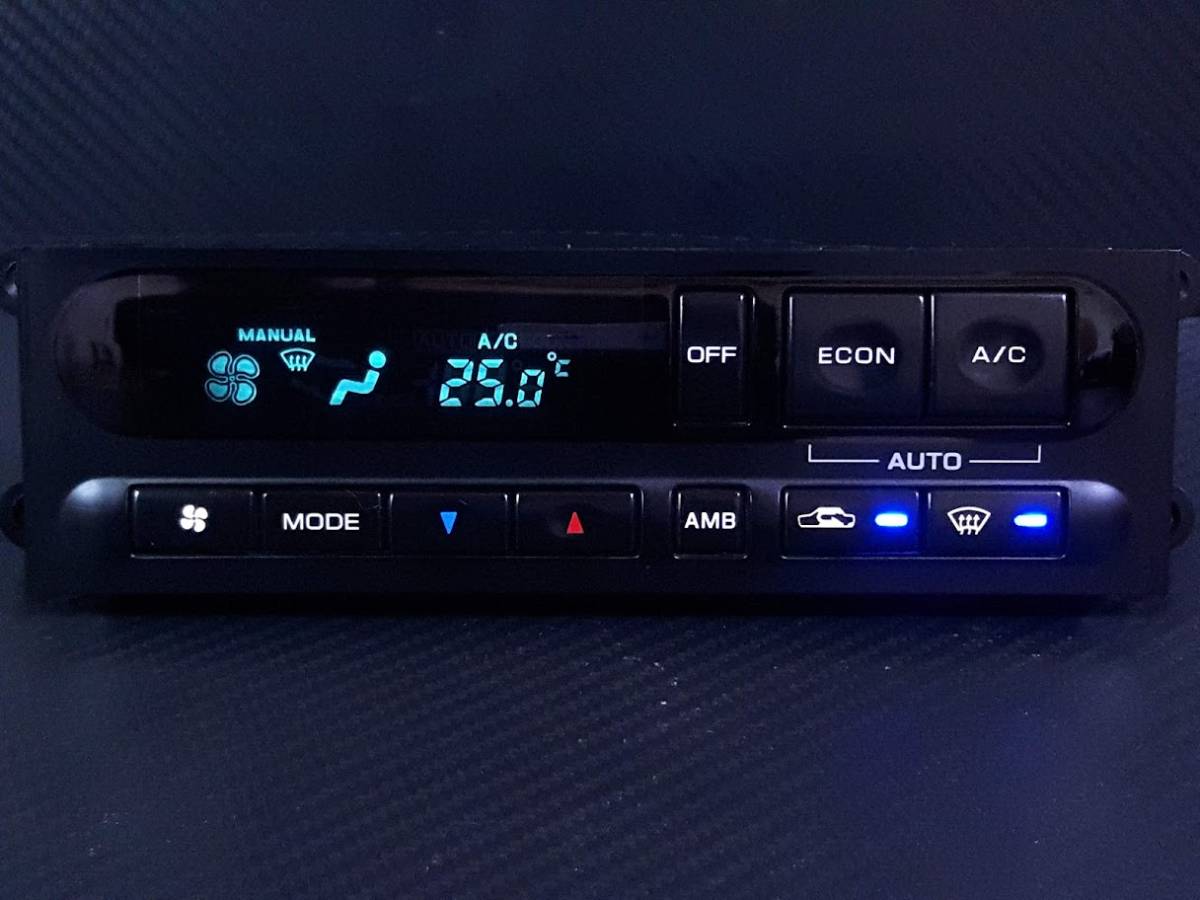 MANUAL
A/C
25.0°C
OFF
ECON
A/C
AUTO
MODE
AMB